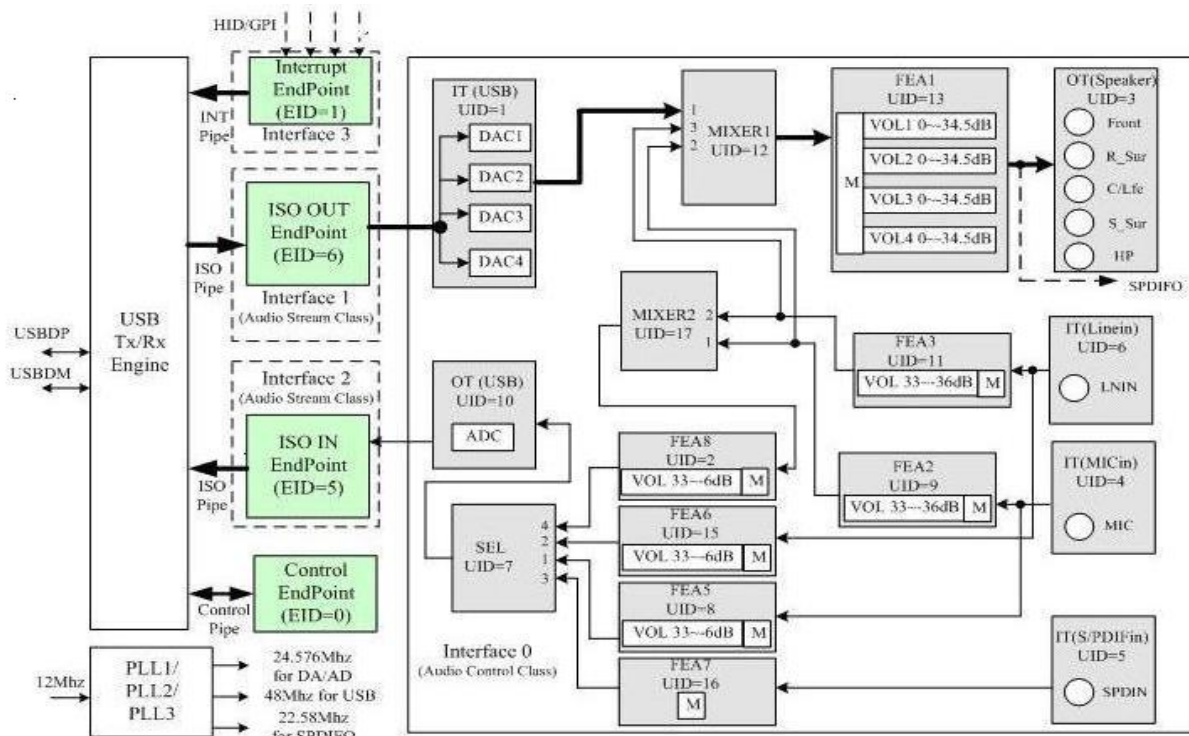 HID/GPI
Interrupt
EndPoint
(EID=1)
INT
Pipe
Interface 3
ISO OUT
EndPoint
(EID=6)
ISO
Pipe
Interface 1
(Audio Stream Class)
USB
Tx/Rx
Engine
USBDP
USBDM
Interface 2
(Audio Stream Class)
ISO IN
EndPoint
(EID=5)
ISO
Pipe
Control
EndPoint
(EID=0)
Control
Pipe
12Mhz
PLL1/
PLL2/
PLL3
24.576Mhz
for DA/AD
48Mhz for USB
22.58Mhz
for SPDIFO
IT (USB)
UID=1
DAC1
DAC2
DAC3
DAC4
1
3
2
MIXER1
UID=12
FEA1
UID=13
M
VOL1 0~-34.5dB
VOL2 0~-34.5dB
VOL3 0~-34.5dB
VOL4 0~-34.5dB
OT(Speaker)
UID=3
Front
R_Sur
C/Lfe
S_Sur
HP
SPDIFO
MIXER2
UID=17
2
1
FEA3
UID=11
VOL 33~-36dB
M
IT(Linein)
UID=6
LNIN
OT (USB)
UID=10
ADC
FEA8
UID=2
VOL 33~-6dB
M
FEA2
UID=9
VOL 33~-36dB
M
IT(MICin)
UID=4
MIC
SEL
UID=7
4
2
1
3
FEA6
UID=15
VOL 33~-6dB
M
FEA5
UID=8
VOL 33~-6dB
M
Interface 0
(Audio Control Class)
FEA7
UID=16
M
IT(S/PDIFin)
UID=5
SPDIN